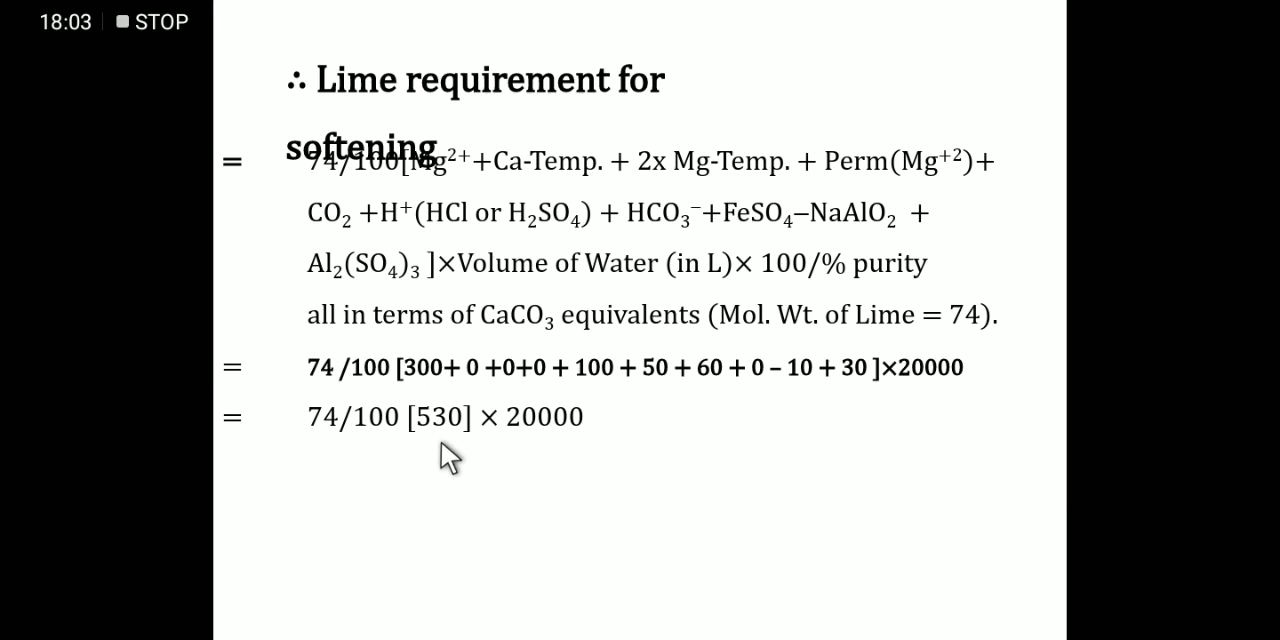 18:03 STOP
∴ Lime requirement for
softening
= 74/100[Mg²⁺+Ca-Temp. + 2x Mg-Temp. + Perm(Mg⁺²)+
CO₂ +H⁺(HCl or H₂SO₄) + HCO₃⁻+FeSO₄–NaAlO₂ +
Al₂(SO₄)₃ ]×Volume of Water (in L)× 100/% purity
all in terms of CaCO₃ equivalents (Mol. Wt. of Lime = 74).
= 74 /100 [300+ 0 +0+0 + 100 + 50 + 60 + 0 – 10 + 30 ]×20000
= 74/100 [530] × 20000